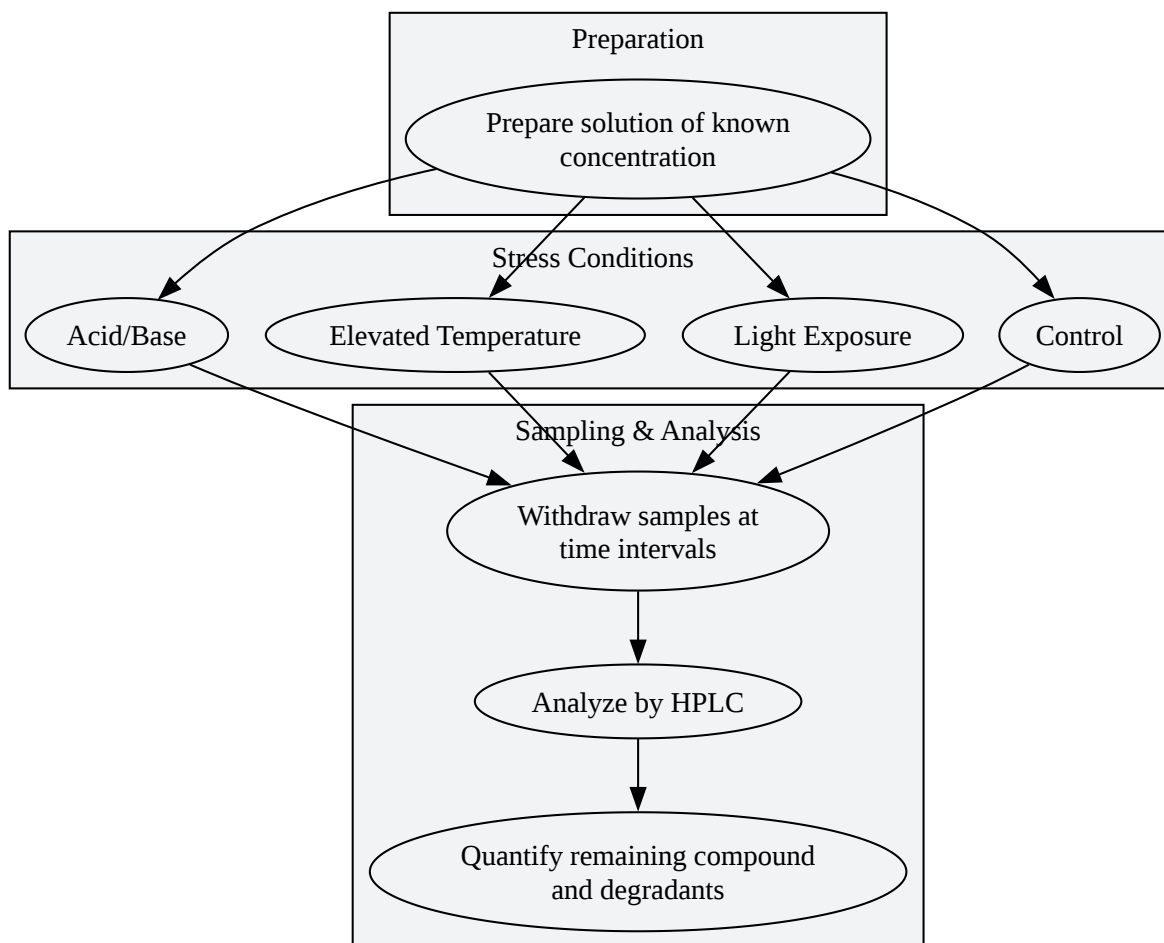 Preparation
Prepare solution of known
concentration
Stress Conditions
Acid/Base
Elevated Temperature
Light Exposure
Control
Sampling & Analysis
Withdraw samples at
time intervals
Analyze by HPLC
Quantify remaining compound
and degradants